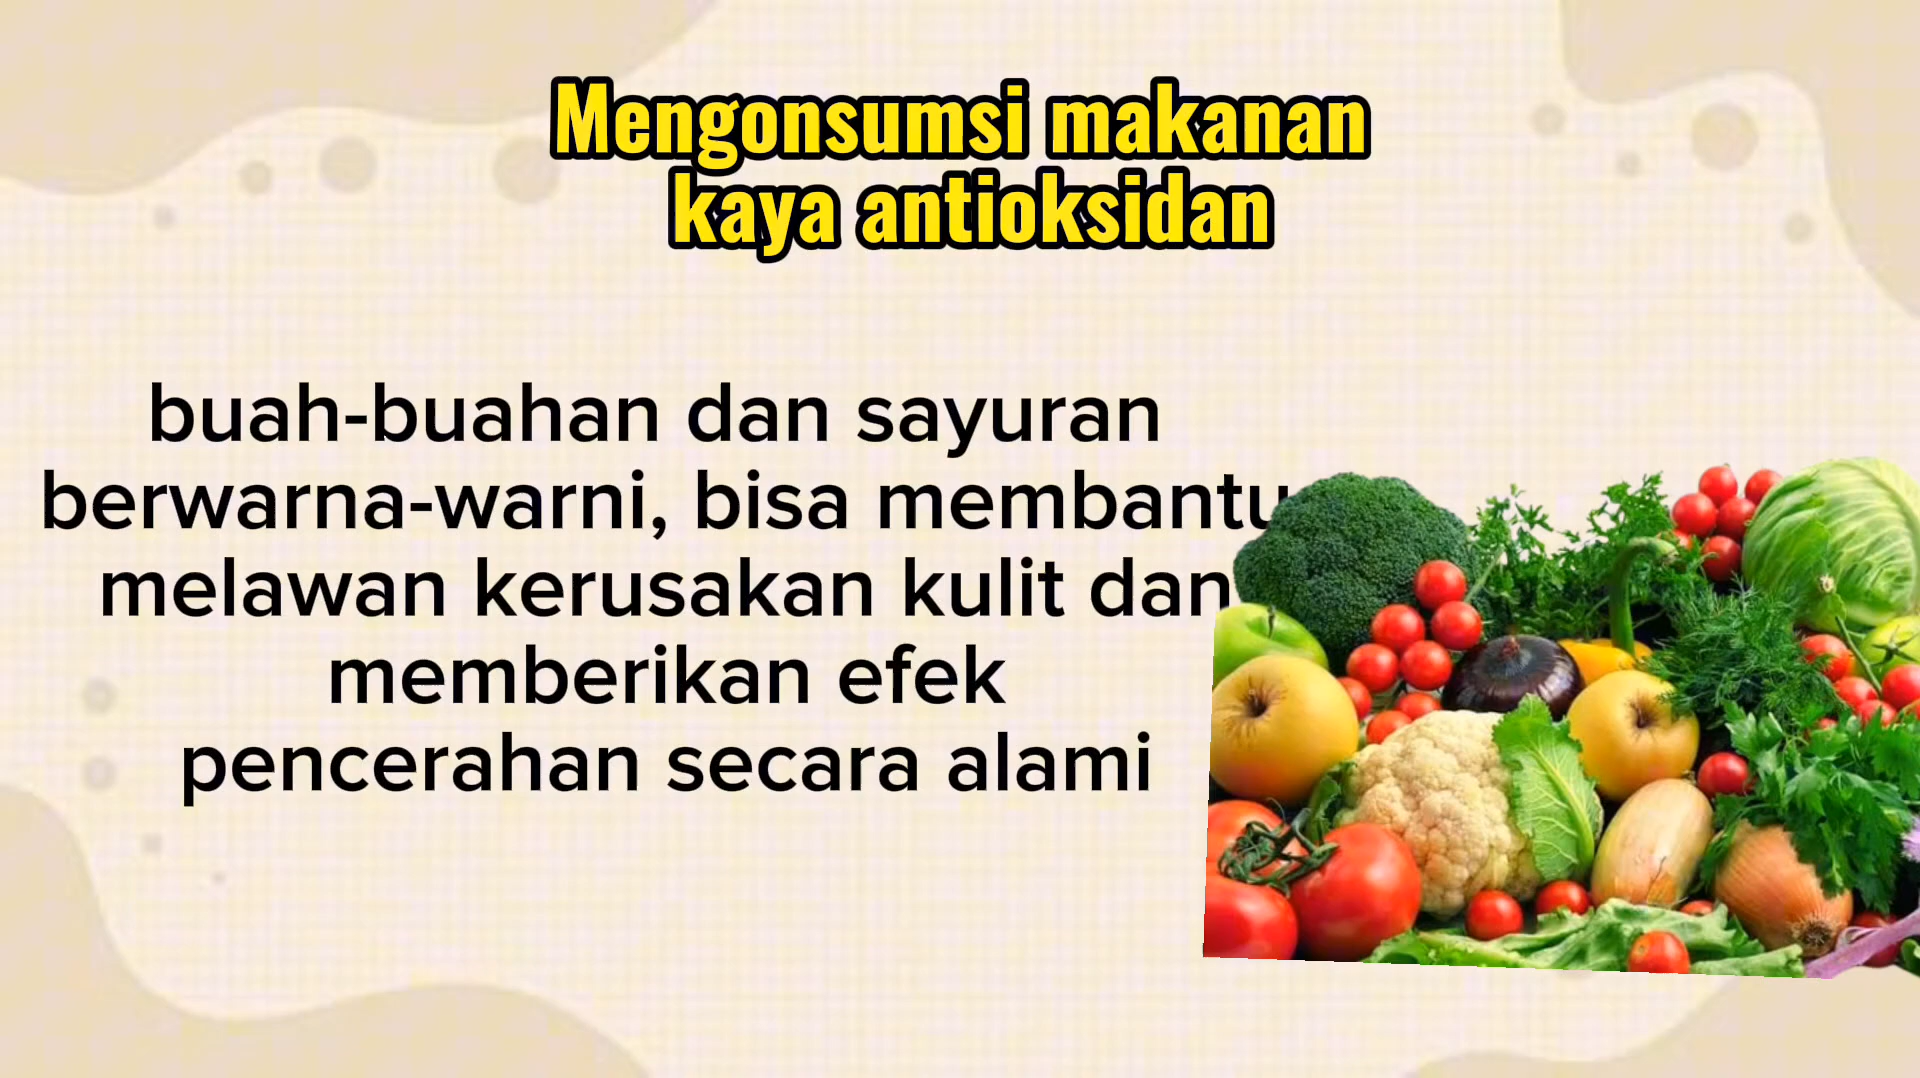 Mengonsumsi makanan
kaya antioksidan
buah-buahan dan sayuran
berwarna-warni, bisa membantu
melawan kerusakan kulit dan
memberikan efek
pencerahan secara alami